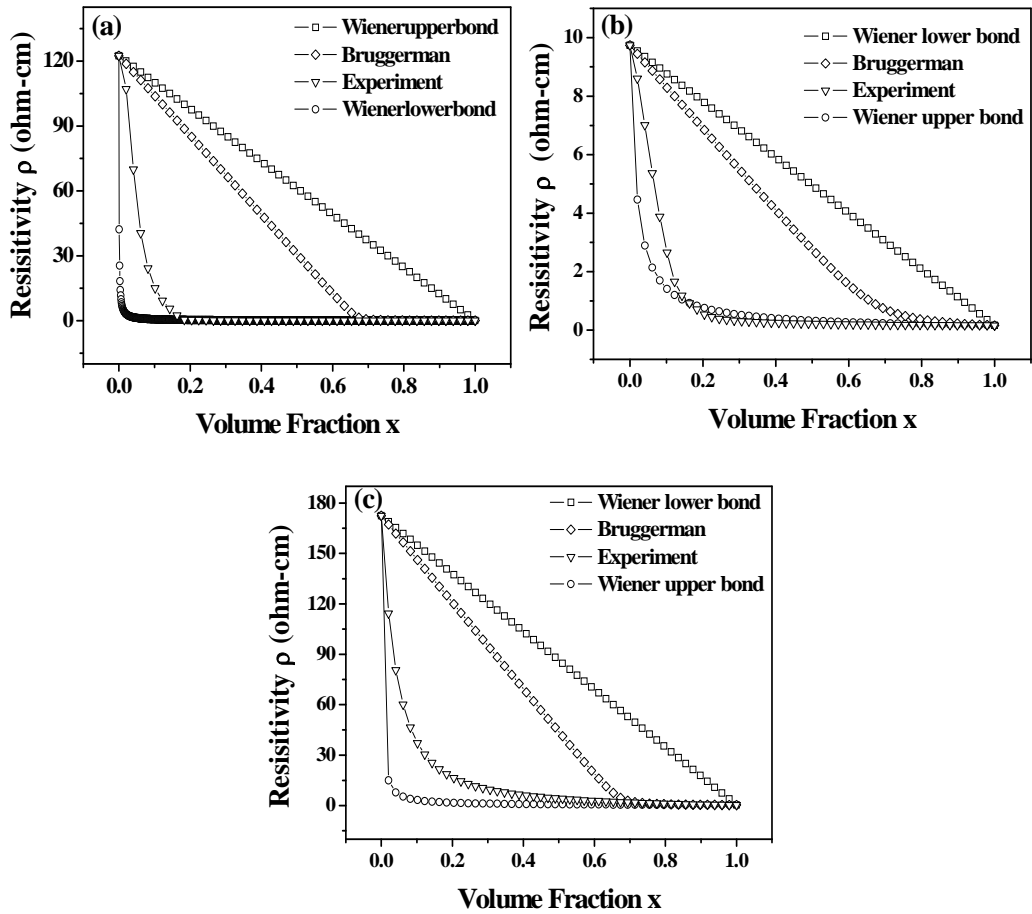 (a)
Wienerupperbond
Bruggerman
Experiment
Wienerlowerbond
120
90
60
30
0
0.0 0.2 0.4 0.6 0.8 1.0
Resisitivity ρ (ohm-cm)
Volume Fraction x
(b)
Wiener lower bond
Bruggerman
Experiment
Wiener upper bond
10
8
6
4
2
0
0.0 0.2 0.4 0.6 0.8 1.0
Resistivity ρ (ohm-cm)
Volume Fraction x
(c)
Wiener lower bond
Bruggerman
Experiment
Wiener upper bond
180
150
120
90
60
30
0
0.0 0.2 0.4 0.6 0.8 1.0
Resisitivity ρ (ohm-cm)
Volume Fraction x